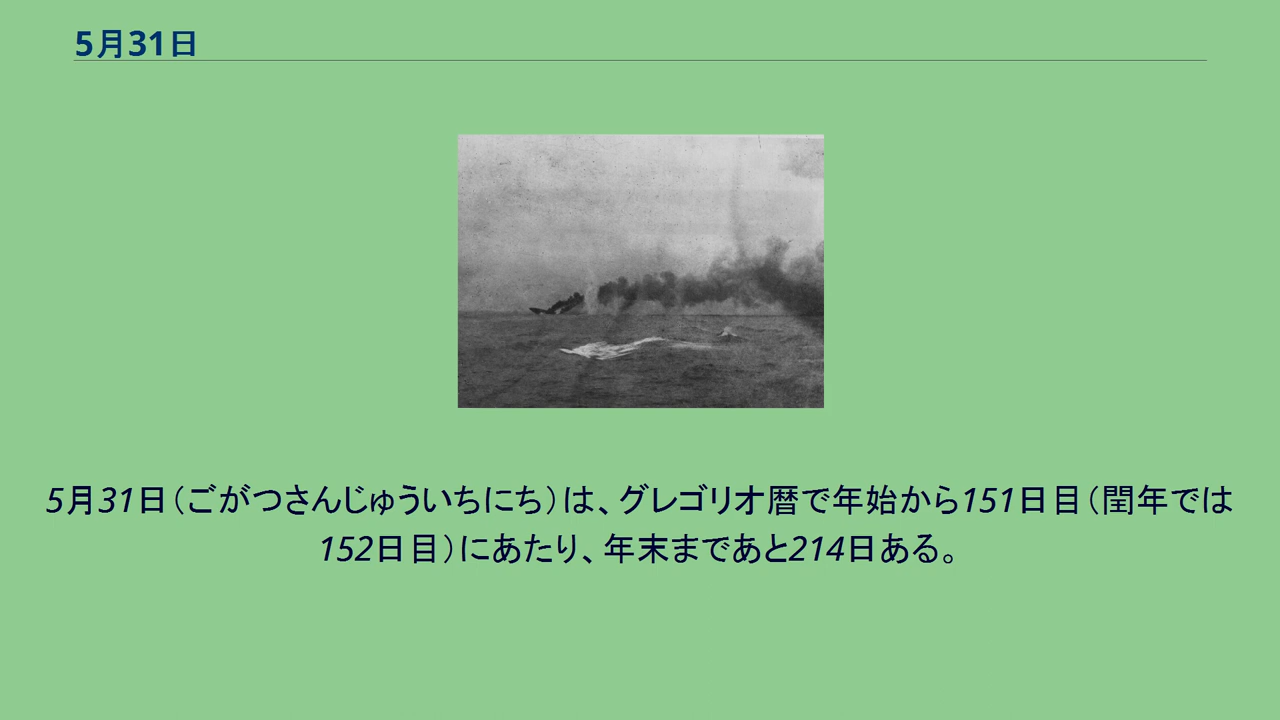 5月31日
5月31日（ごがつさんじゅういちにち）は、グレゴリオ暦で年始から151日目（閏年では
152日目）にあたり、年末まであと214日ある。